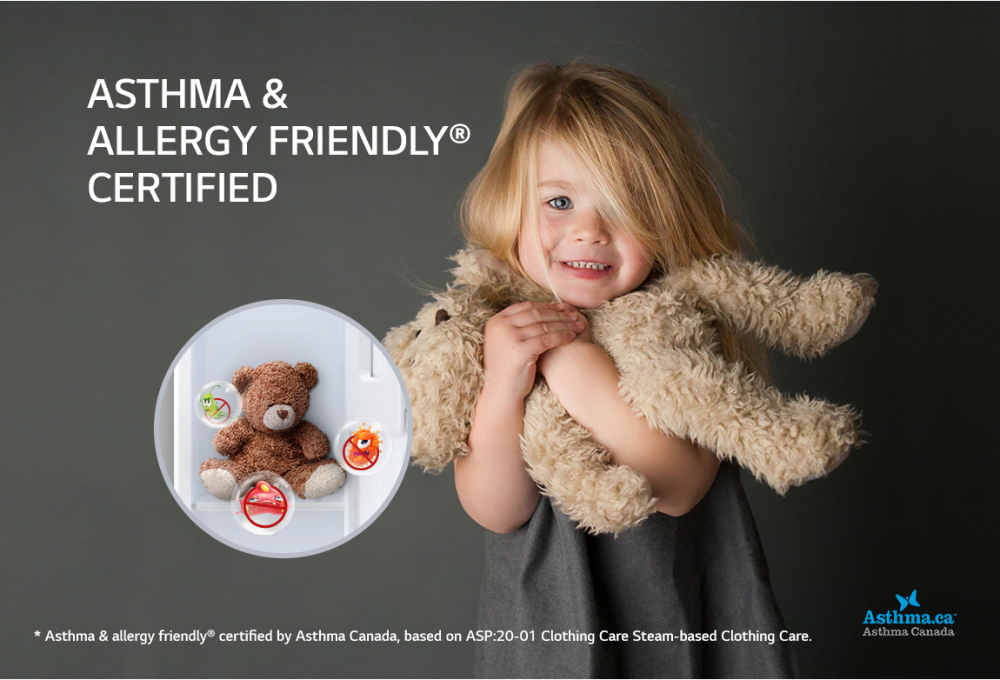 ASTHMA &
ALLERGY FRIENDLY®
CERTIFIED
* Asthma & allergy friendly® certified by Asthma Canada, based on ASP:20-01 Clothing Care Steam-based Clothing Care.
Asthma.ca™
Asthma Canada